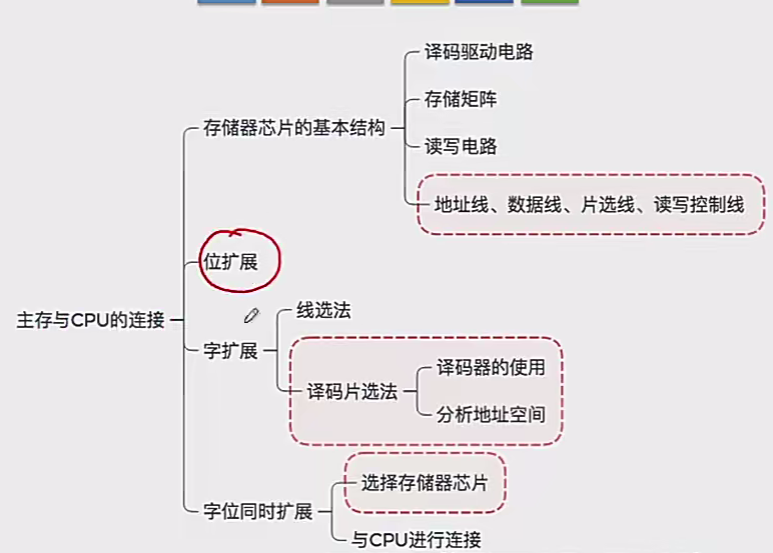 译码驱动电路
存储器芯片的基本结构
存储矩阵
读写电路
地址线、数据线、片选线、读写控制线
位扩展
主存与CPU的连接
线选法
字扩展
译码片选法
译码器的使用
分析地址空间
字位同时扩展
选择存储器芯片
与CPU进行连接